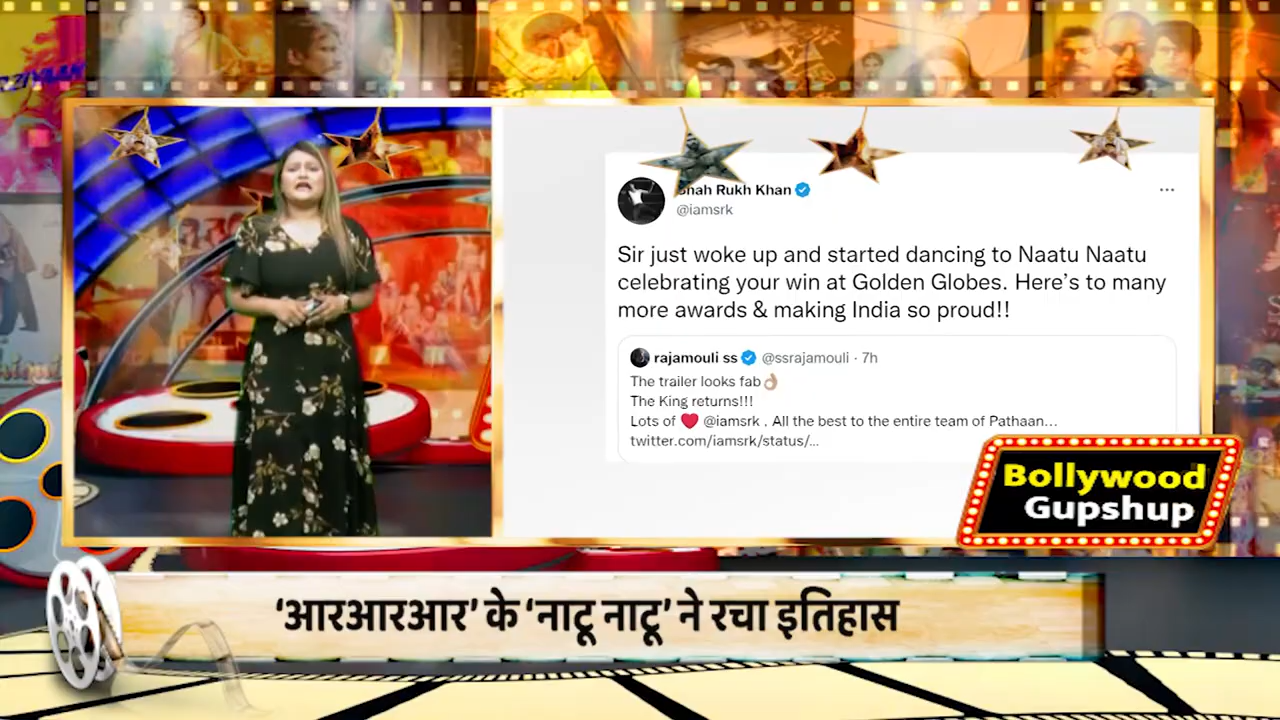 Shah Rukh Khan
@iamsrk
Sir just woke up and started dancing to Naatu Naatu
celebrating your win at Golden Globes. Here’s to many
more awards & making India so proud!!
rajamouli ss @ssrajamouli · 7h
The trailer looks fab👌🏼
The King returns!!!
Lots of ❤️ @iamsrk . All the best to the entire team of Pathaan...
twitter.com/iamsrk/status/...
Bollywood
Gupshup
‘आरआरआर’ के ‘नाटू नाटू’ ने रचा इतिहास